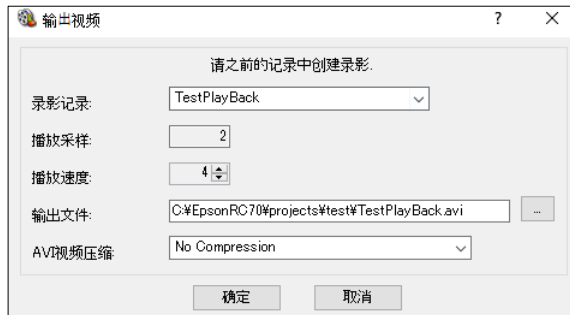 输出视频
? ×
请之前的记录中创建录影.
录影记录: TestPlayBack
播放采样: 2
播放速度: 4
输出文件: C:¥EpsonRC70¥projects¥test¥TestPlayBack.avi ...
AVI视频压缩: No Compression
确定 取消